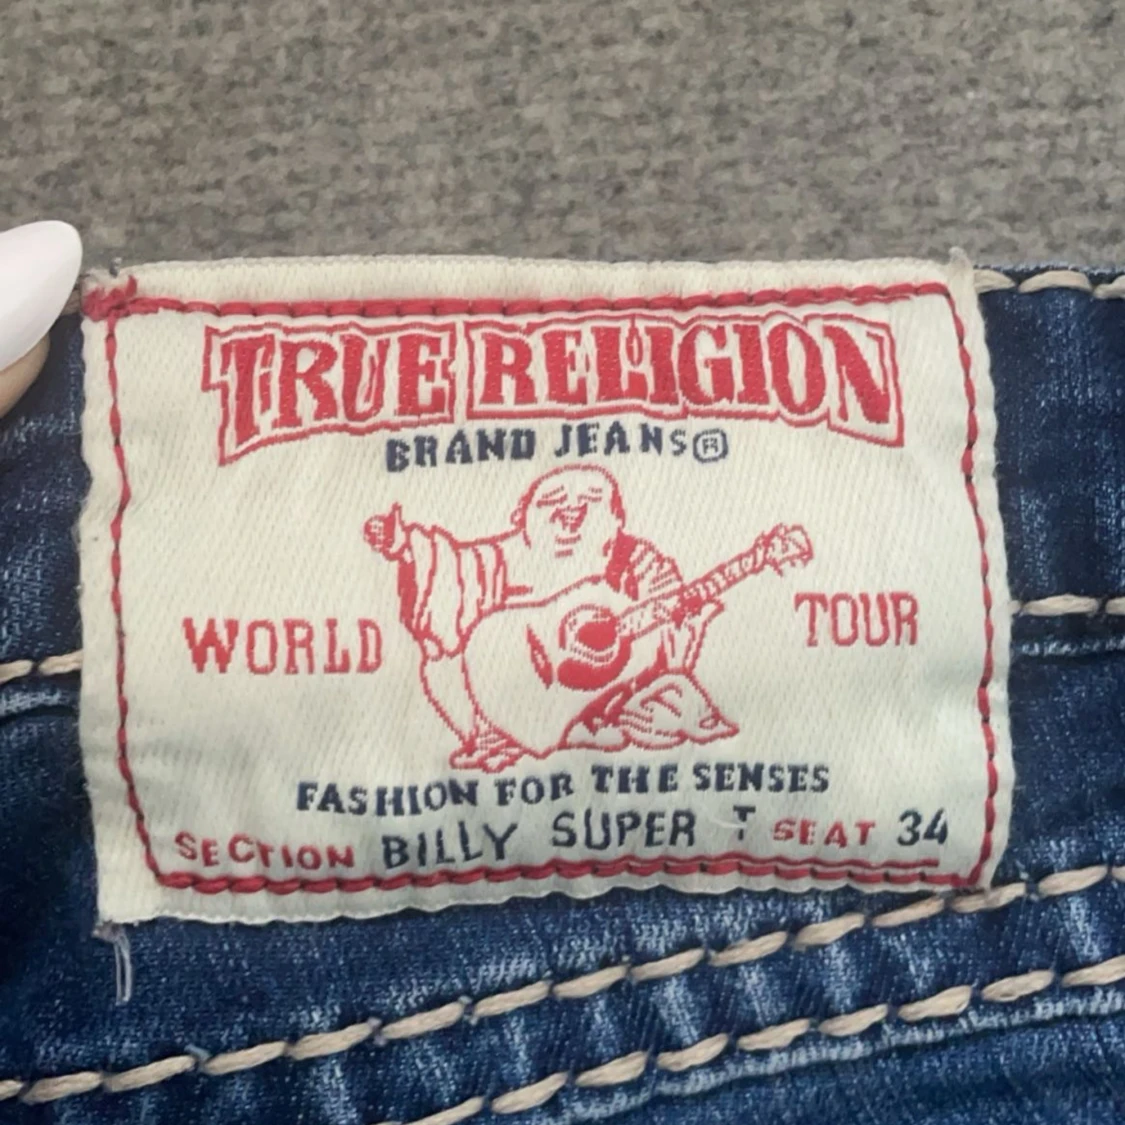 TRUE RELIGION
BRAND JEANS®
WORLD TOUR
FASHION FOR THE SENSES
SECTION BILLY SUPER T SEAT 34